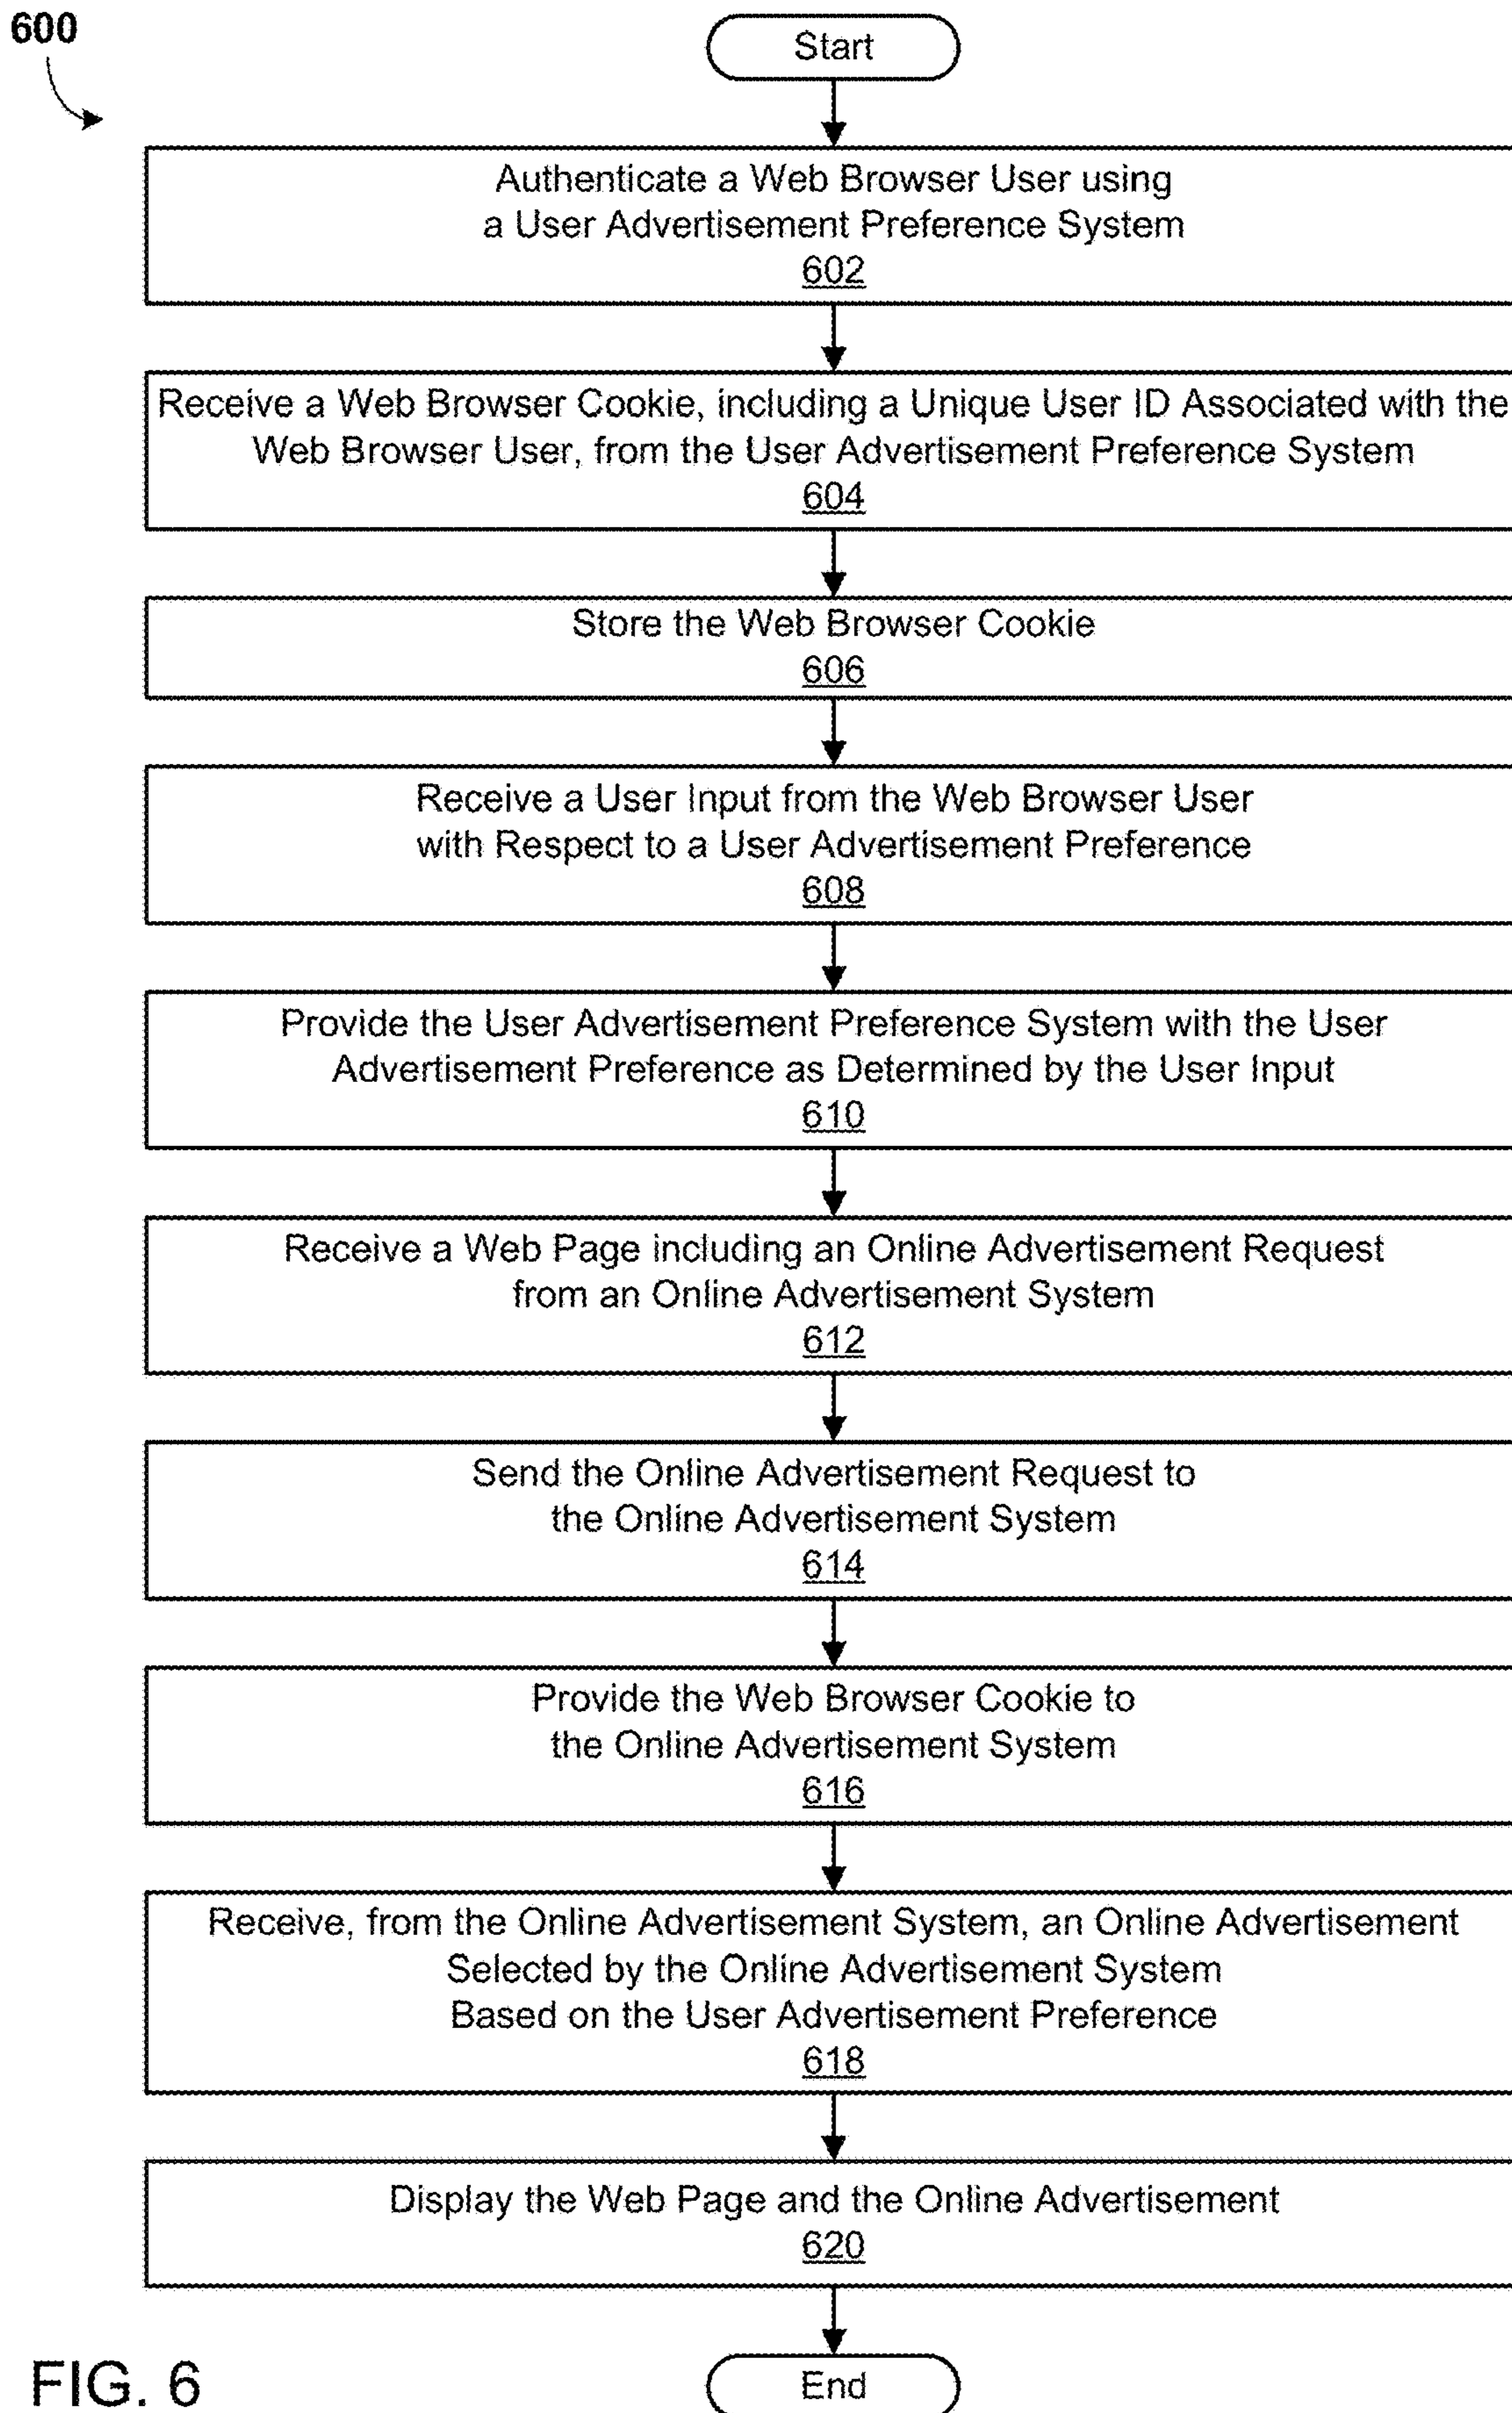 600
Start
Authenticate a Web Browser User using
a User Advertisement Preference System
602
Receive a Web Browser Cookie, including a Unique User ID Associated with the
Web Browser User, from the User Advertisement Preference System
604
Store the Web Browser Cookie
606
Receive a User Input from the Web Browser User
with Respect to a User Advertisement Preference
608
Provide the User Advertisement Preference System with the User
Advertisement Preference as Determined by the User Input
610
Receive a Web Page including an Online Advertisement Request
from an Online Advertisement System
612
Send the Online Advertisement Request to
the Online Advertisement System
614
Provide the Web Browser Cookie to
the Online Advertisement System
616
Receive, from the Online Advertisement System, an Online Advertisement
Selected by the Online Advertisement System
Based on the User Advertisement Preference
618
Display the Web Page and the Online Advertisement
620
End
FIG. 6